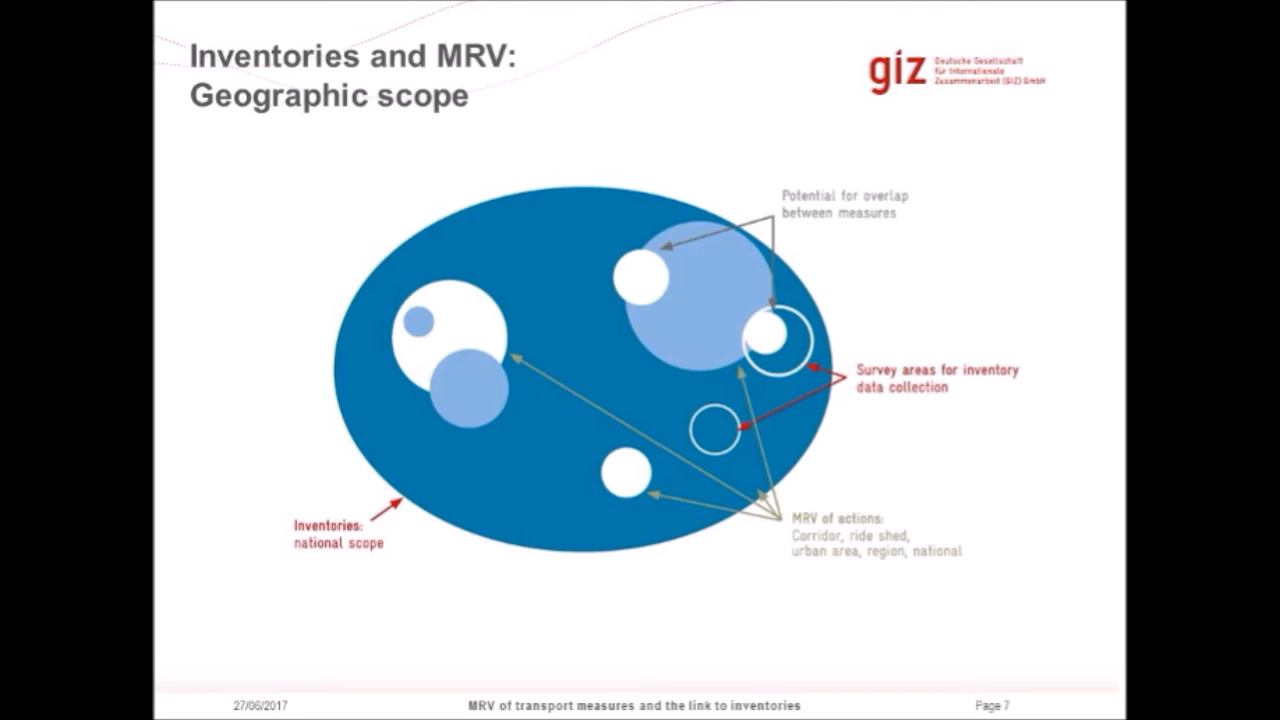 Inventories and MRV:
Geographic scope
giz
Deutsche Gesellschaft
für Internationale
Zusammenarbeit (GIZ) GmbH
Potential for overlap
between measures
Survey areas for inventory
data collection
Inventories:
national scope
MRV of actions:
Corridor, ride shed,
urban area, region, national
27/06/2017
MRV of transport measures and the link to inventories
Page 7